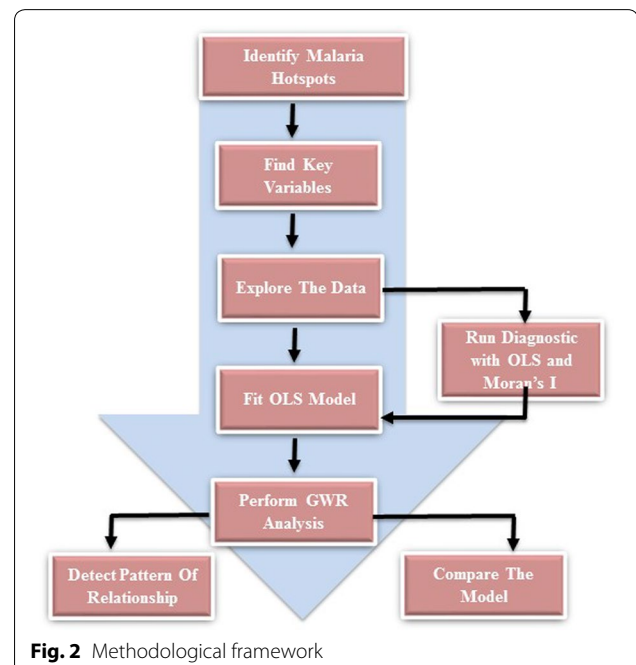 Identify Malaria
Hotspots
Find Key
Variables
Explore The Data
Run Diagnostic
with OLS and
Moran's I
Fit OLS Model
Perform GWR
Analysis
Detect Pattern Of
Relationship
Compare The
Model
Fig. 2 Methodological framework